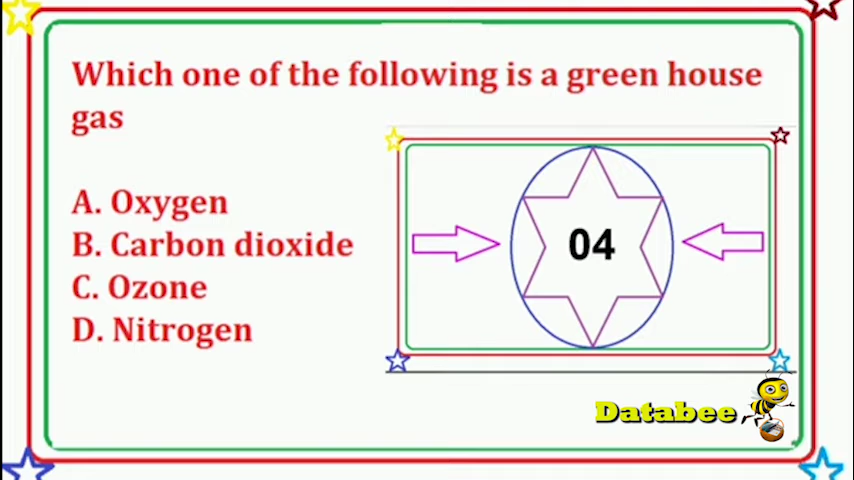 Which one of the following is a green house
gas
A. Oxygen
B. Carbon dioxide
C. Ozone
D. Nitrogen
04
Databee